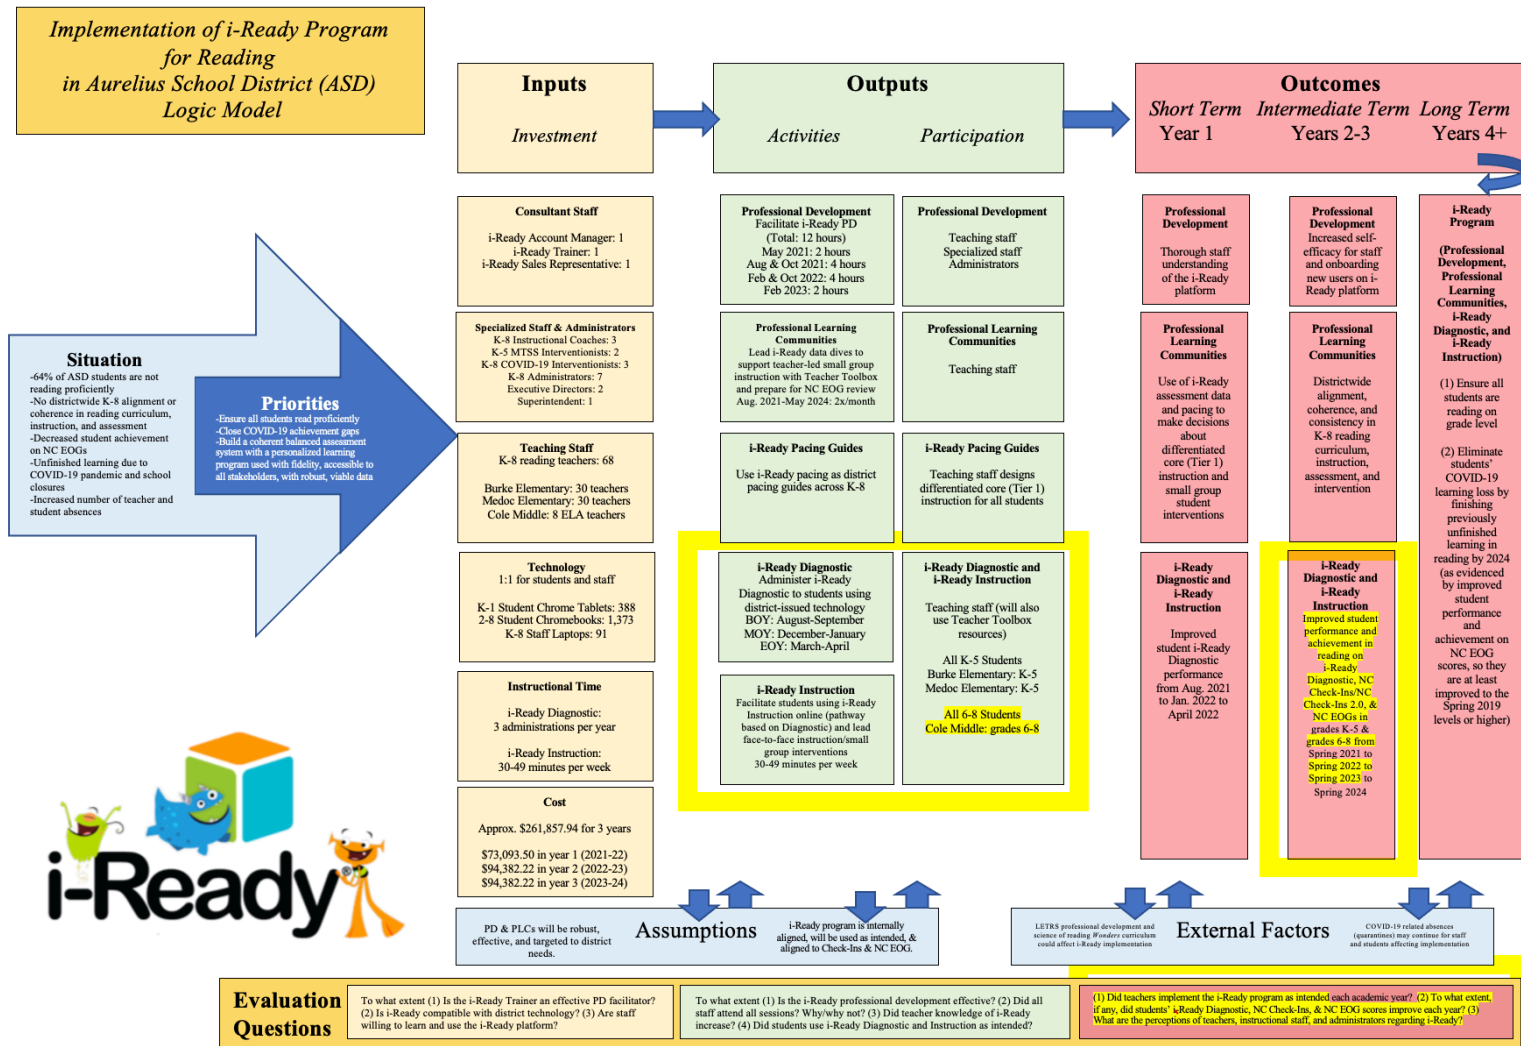 Implementation of i-Ready Program
for Reading
in Aurelius School District (ASD)
Logic Model
Inputs
Investment
Outputs
Activities
Participation
Outcomes
Short Term
Intermediate Term
Long Term
Year 1
Years 2-3
Years 4+
Situation
-64% of ASD students are not
reading proficiently
-No districtwide K-8 alignment or
coherence in reading curriculum,
instruction, and assessment
-Decreased student achievement
on NC EOGs
-Unfinished learning due to
COVID-19 pandemic and school
closures
-Increased number of teacher and
student absences
Priorities
-Ensure all students read proficiently
-Close COVID-19 achievement gaps
-Build a coherent balanced assessment
system with a personalized learning
program used with fidelity, accessible to
all stakeholders, with robust, viable data
Consultant Staff
i-Ready Account Manager: 1
i-Ready Trainer: 1
i-Ready Sales Representative: 1
Specialized Staff & Administrators
K-8 Instructional Coaches: 3
K-5 MTSS Interventionists: 2
K-8 COVID-19 Interventionists: 3
K-8 Administrators: 7
Executive Directors: 2
Superintendent: 1
Teaching Staff
K-8 reading teachers: 68
Burke Elementary: 30 teachers
Medoc Elementary: 30 teachers
Cole Middle: 8 ELA teachers
Technology
1:1 for students and staff
K-1 Student Chrome Tablets: 388
2-8 Student Chromebooks: 1,373
K-8 Staff Laptops: 91
Instructional Time
i-Ready Diagnostic:
3 administrations per year
i-Ready Instruction:
30-49 minutes per week
Cost
Approx. $261,857.94 for 3 years
$73,093.50 in year 1 (2021-22)
$94,382.22 in year 2 (2022-23)
$94,382.22 in year 3 (2023-24)
Professional Development
Facilitate i-Ready PD
(Total: 12 hours)
May 2021: 2 hours
Aug & Oct 2021: 4 hours
Feb & Oct 2022: 4 hours
Feb 2023: 2 hours
Professional Learning
Communities
Lead i-Ready data dives to
support teacher-led small group
instruction with Teacher Toolbox
and prepare for NC EOG review
Aug. 2021-May 2024: 2x/month
i-Ready Pacing Guides
Use i-Ready pacing as district
pacing guides across K-8
i-Ready Diagnostic
Administer i-Ready
Diagnostic to students using
district-issued technology
BOY: August-September
MOY: December-January
EOY: March-April
i-Ready Instruction
Facilitate students using i-Ready
Instruction online (pathway
based on Diagnostic) and lead
face-to-face instruction/small
group interventions
30-49 minutes per week
Professional Development
Teaching staff
Specialized staff
Administrators
Professional Learning
Communities
Teaching staff
i-Ready Pacing Guides
Teaching staff designs
differentiated core (Tier 1)
instruction for all students
i-Ready Diagnostic and
i-Ready Instruction
Teaching staff (will also
use Teacher Toolbox
resources)
All K-5 Students
Burke Elementary: K-5
Medoc Elementary: K-5
All 6-8 Students
Cole Middle: grades 6-8
Professional
Development
Thorough staff
understanding
of the i-Ready
platform
Professional
Learning
Communities
Use of i-Ready
assessment data
and pacing to
make decisions
about
differentiated
core (Tier 1)
instruction and
small group
student
interventions
i-Ready
Diagnostic and
i-Ready
Instruction
Improved
student i-Ready
Diagnostic
performance
from Aug. 2021
to Jan. 2022 to
April 2022
Professional
Development
Increased self-
efficacy for staff
and onboarding
new users on i-
Ready platform
Professional
Learning
Communities
Districtwide
alignment,
coherence, and
consistency in
K-8 reading
curriculum,
instruction,
assessment, and
intervention
i-Ready
Diagnostic and
i-Ready
Instruction
Improved student
performance and
achievement in
reading on
i-Ready
Diagnostic, NC
Check-Ins/NC
Check-Ins 2.0, &
NC EOGs in
grades K-5 &
grades 6-8 from
Spring 2021 to
Spring 2022 to
Spring 2023 to
Spring 2024
i-Ready
Program
(Professional
Development,
Professional
Learning
Communities,
i-Ready
Diagnostic, and
i-Ready
Instruction)
(1) Ensure all
students are
reading on
grade level
(2) Eliminate
students'
COVID-19
learning loss by
finishing
previously
unfinished
learning in
reading by 2024
(as evidenced
by improved
student
performance
and
achievement on
NC EOG
scores, so they
are at least
improved to the
Spring 2019
levels or higher)
i-Ready®
PD & PLCs will be robust,
effective, and targeted to district
needs.
Assumptions
i-Ready program is internally
aligned, will be used as intended, &
aligned to Check-Ins & NC EOG.
LETRS professional development and
science of reading Wonders curriculum
could affect i-Ready implementation
External Factors
COVID-19 related absences
(quarantines) may continue for staff
and students affecting implementation
Evaluation
Questions
To what extent (1) Is the i-Ready Trainer an effective PD facilitator?
(2) Is i-Ready compatible with district technology? (3) Are staff
willing to learn and use the i-Ready platform?
To what extent (1) Is the i-Ready professional development effective? (2) Did all
staff attend all sessions? Why/why not? (3) Did teacher knowledge of i-Ready
increase? (4) Did students use i-Ready Diagnostic and Instruction as intended?
(1) Did teachers implement the i-Ready program as intended each academic year? (2) To what extent,
if any, did students' i-Ready Diagnostic, NC Check-Ins, & NC EOG scores improve each year? (3)
What are the perceptions of teachers, instructional staff, and administrators regarding i-Ready?